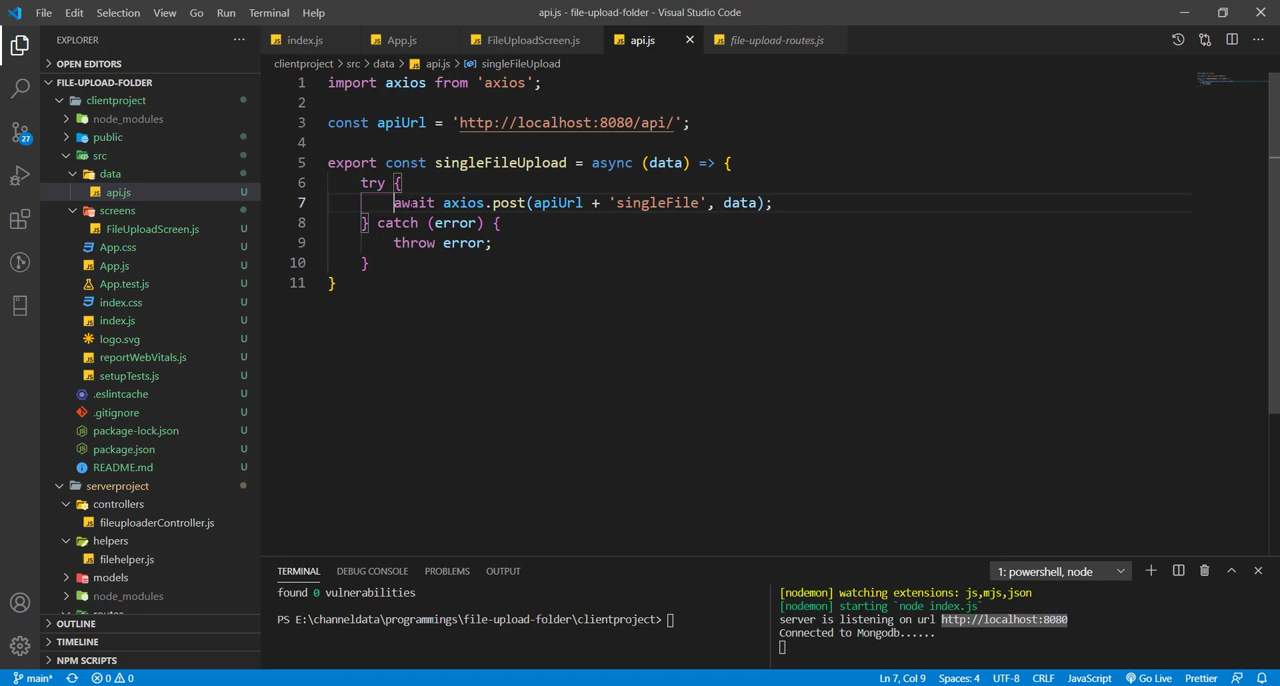 File Edit Selection View Go Run Terminal Help
api.js - file-upload-folder - Visual Studio Code
EXPLORER
index.js
App.js
FileUploadScreen.js
api.js
file-upload-routes.js
OPEN EDITORS
FILE-UPLOAD-FOLDER
clientproject
node_modules
public
src
data
api.js U
screens
FileUploadScreen.js U
App.css U
App.js U
App.test.js U
index.css U
index.js U
logo.svg U
reportWebVitals.js U
setupTests.js U
.eslintcache U
.gitignore U
package-lock.json U
package.json U
README.md U
serverproject
controllers
fileuploaderController.js
helpers
filehelper.js
models
node_modules
routes
OUTLINE
TIMELINE
NPM SCRIPTS
27
clientproject > src > data > api.js > singleFileUpload
1 import axios from 'axios';
2
3 const apiUrl = 'http://localhost:8080/api/';
4
5 export const singleFileUpload = async (data) => {
6 try {
7 await axios.post(apiUrl + 'singleFile', data);
8 } catch (error) {
9 throw error;
10 }
11 }
TERMINAL DEBUG CONSOLE PROBLEMS OUTPUT
1: powershell, node
found 0 vulnerabilities
PS E:\channeldata\programmings\file-upload-folder\clientproject>
[nodemon] watching extensions: js,mjs,json
[nodemon] starting `node index.js`
server is listening on url http://localhost:8080
Connected to Mongodb......
main* 0 0 Ln 7, Col 9 Spaces: 4 UTF-8 CRLF JavaScript Go Live Prettier